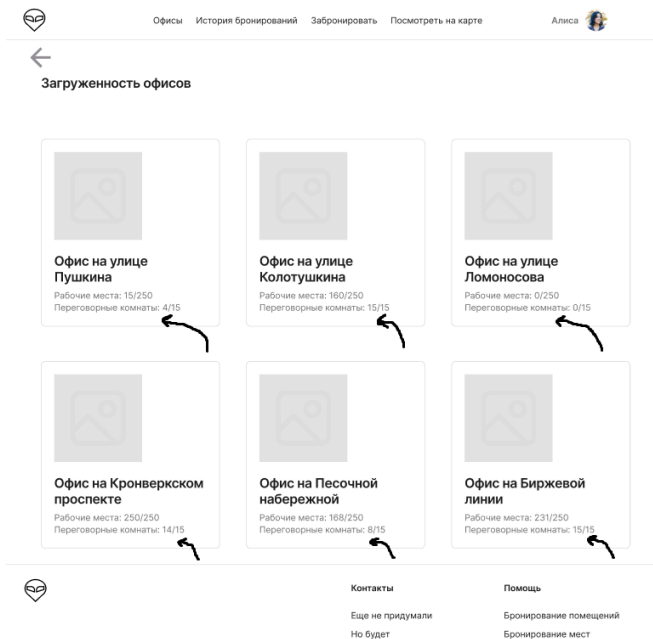 Офисы История бронирований Забронировать Посмотреть на карте Алиса
Загруженность офисов
Офис на улице
Пушкина
Рабочие места: 15/250
Переговорные комнаты: 4/15
Офис на улице
Колотушкина
Рабочие места: 160/250
Переговорные комнаты: 15/15
Офис на улице
Ломоносова
Рабочие места: 0/250
Переговорные комнаты: 0/15
Офис на Кронверкском
проспекте
Рабочие места: 250/250
Переговорные комнаты: 14/15
Офис на Песочной
набережной
Рабочие места: 168/250
Переговорные комнаты: 8/15
Офис на Биржевой
линии
Рабочие места: 231/250
Переговорные комнаты: 15/15
Контакты
Еще не придумали
Но будет
Помощь
Бронирование помещений
Бронирование мест